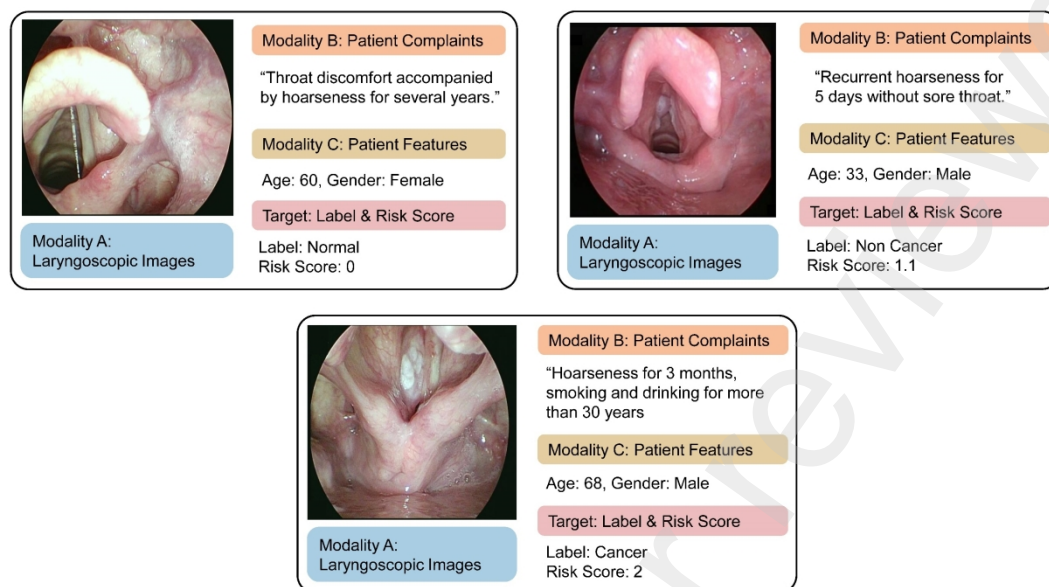 Modality B: Patient Complaints
“Throat discomfort accompanied
by hoarseness for several years.”
Modality C: Patient Features
Age: 60, Gender: Female
Target: Label & Risk Score
Label: Normal
Risk Score: 0
Modality A:
Laryngoscopic Images
Modality B: Patient Complaints
“Recurrent hoarseness for
5 days without sore throat.”
Modality C: Patient Features
Age: 33, Gender: Male
Target: Label & Risk Score
Label: Non Cancer
Risk Score: 1.1
Modality A:
Laryngoscopic Images
Modality B: Patient Complaints
“Hoarseness for 3 months,
smoking and drinking for more
than 30 years
Modality C: Patient Features
Age: 68, Gender: Male
Target: Label & Risk Score
Label: Cancer
Risk Score: 2
Modality A:
Laryngoscopic Images
review